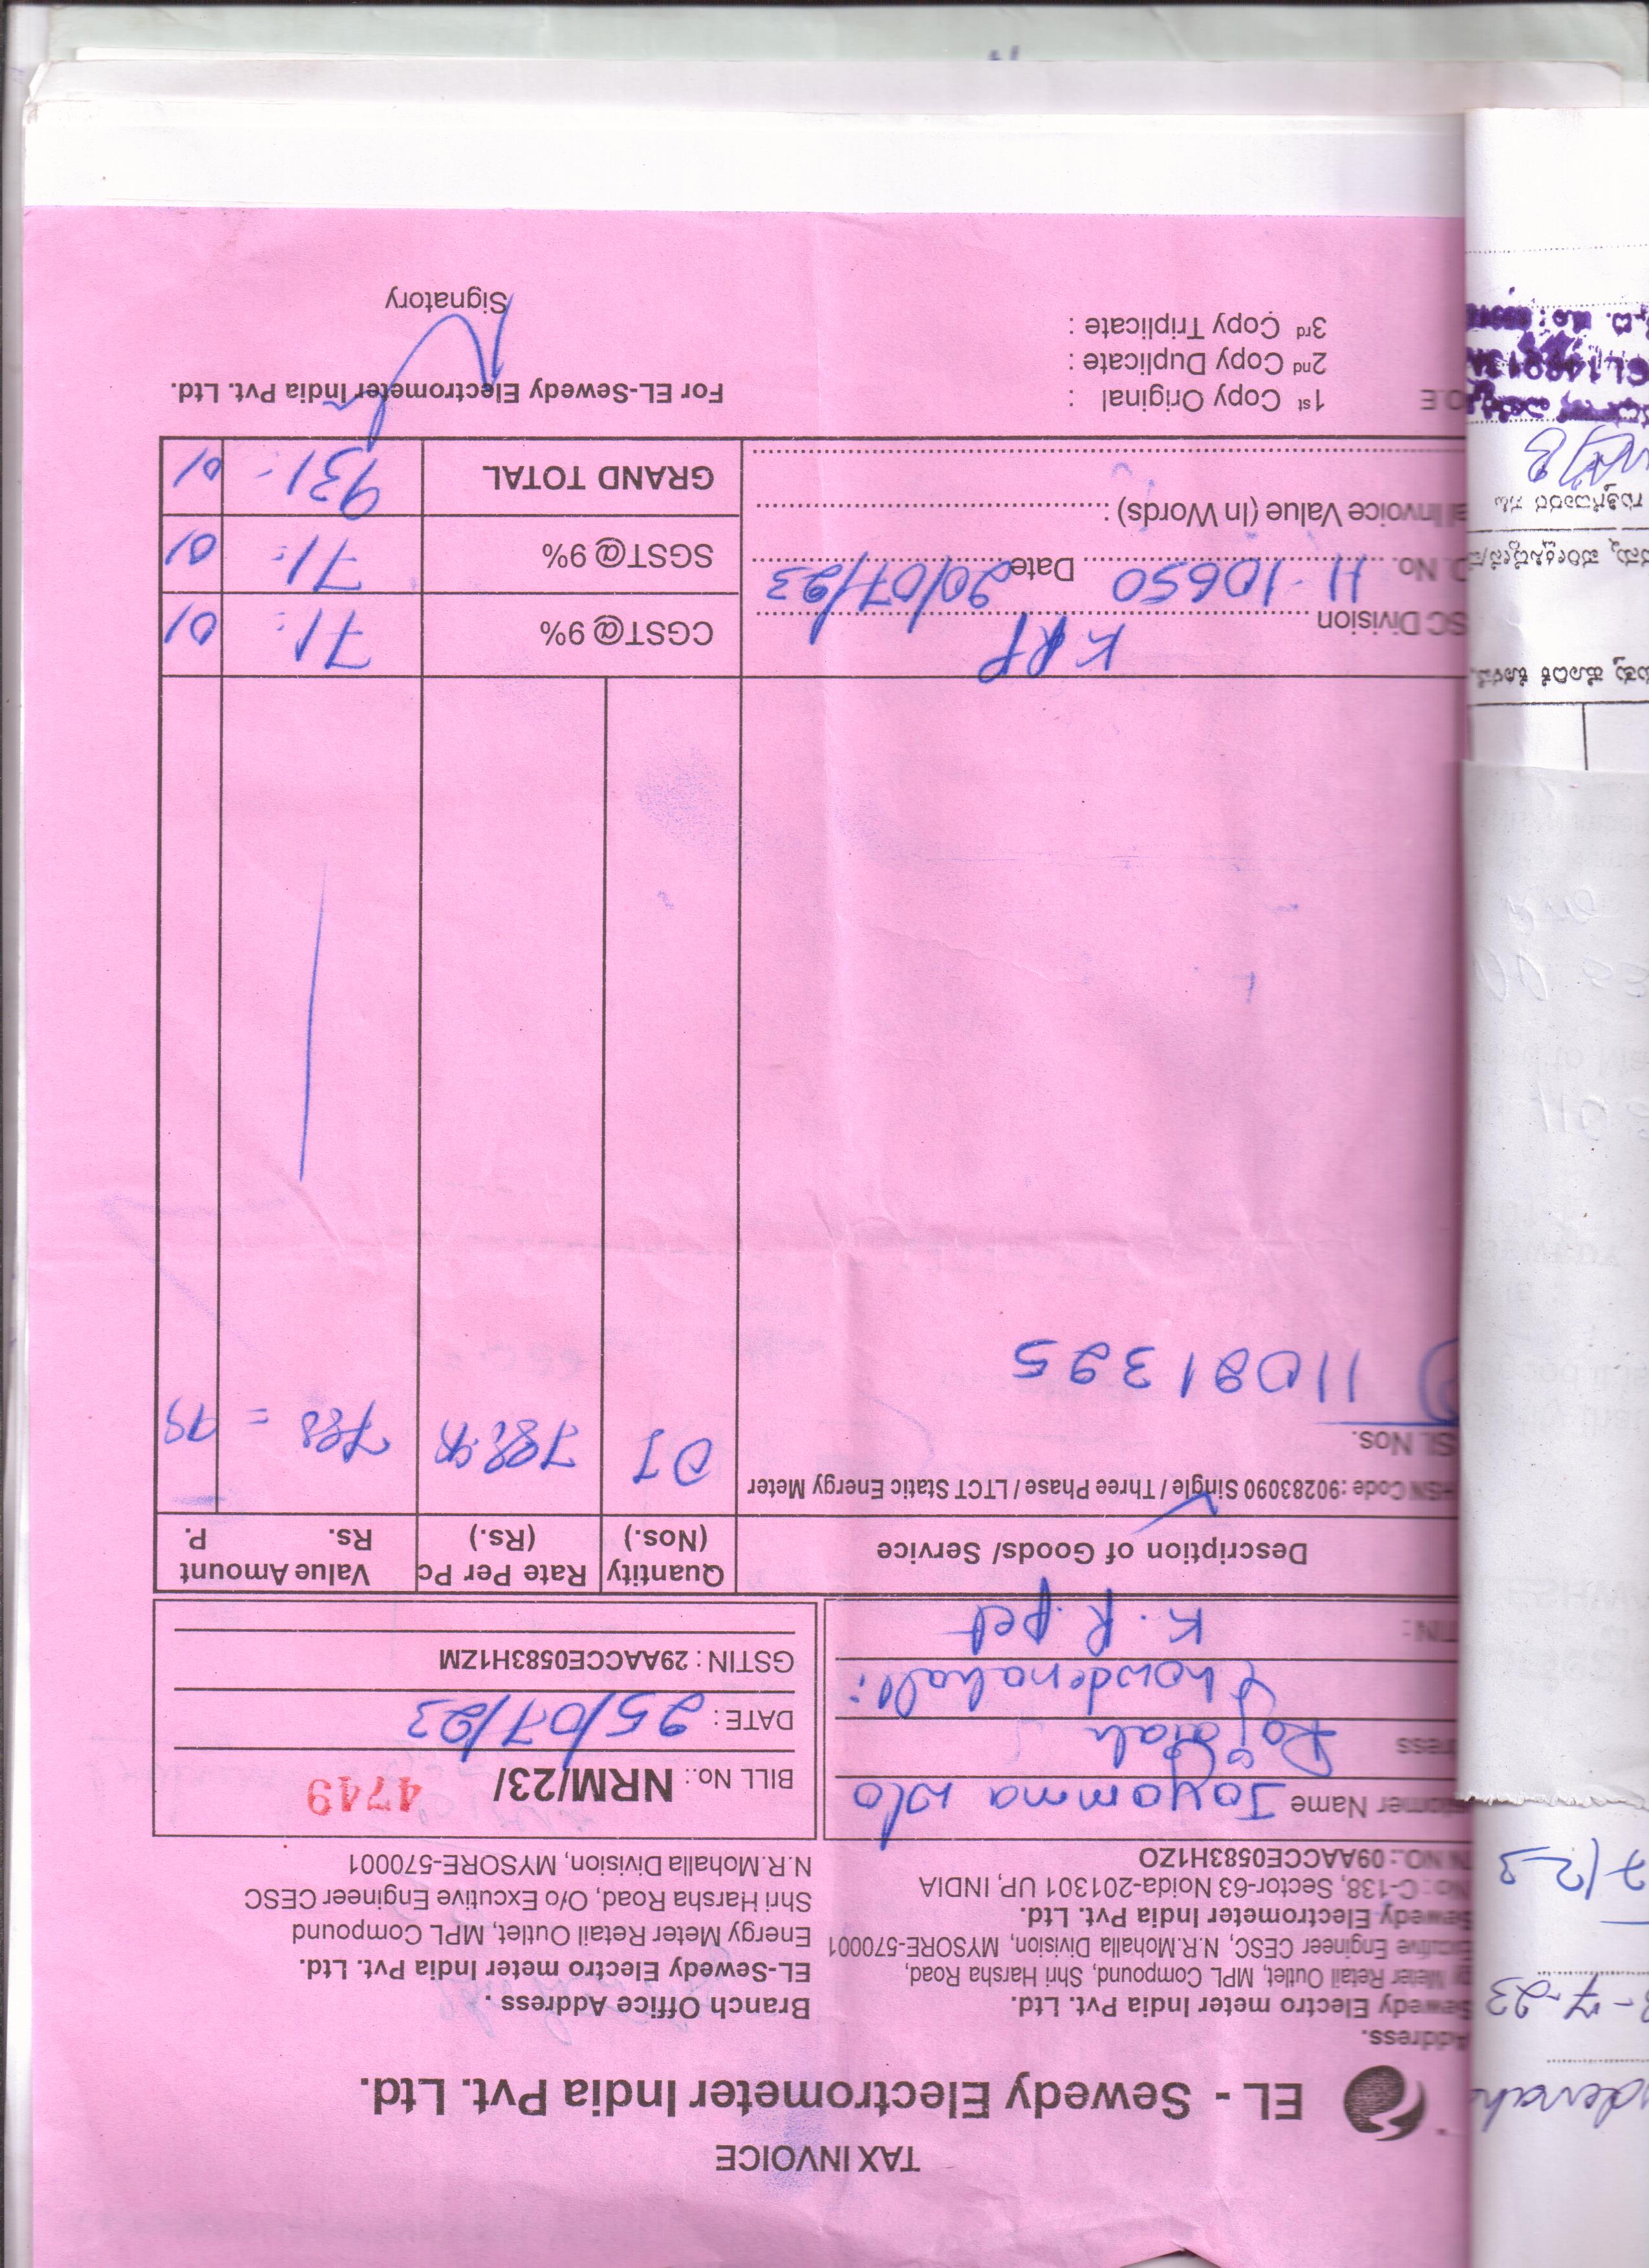 TAX INVOICE
EL - Sewedy Electrometer India Pvt. Ltd.
Address.
Sewedy Electro meter India Pvt. Ltd.
Meter Retail Outlet, MPL Compound, Shri Harsha Road,
Excutive Engineer CESC, N.R.Mohalla Division, MYSORE-570001
Sewedy Electrometer India Pvt. Ltd.
No: C-138, Sector-63 Noida-201301 UP, INDIA
NO.: 09AACCE0583H1ZO
Branch Office Address.
EL-Sewedy Electro meter India Pvt. Ltd.
Energy Meter Retail Outlet, MPL Compound
Shri Harsha Road, O/o Excutive Engineer CESC
N.R.Mohalla Division, MYSORE-570001
Name Jayamma w/o
Rajaiah
Chowdenahalli
K. R. pet
BILL No.: NRM/23/ 4749
DATE: 25/07/23
GSTIN : 29AACCE0583H1ZM
Description of Goods/ Service
Quantity (Nos.)
Rate Per Pc (Rs.)
Value Amount Rs. P.
HSN Code :90283090 Single / Three Phase / LTCT Static Energy Meter
Sl. Nos.
11091395
01 788.99 788 = 99
SC Division KRP
No. H-10650 Date 20/07/23
Invoice Value (In Words) :
CGST@ 9% 71 : 01
SGST@ 9% 71 : 01
GRAND TOTAL 931 - 01
1st Copy Original :
2nd Copy Duplicate :
3rd Copy Triplicate :
For EL-Sewedy Electrometer India Pvt. Ltd.
Signatory
7-23
7/23